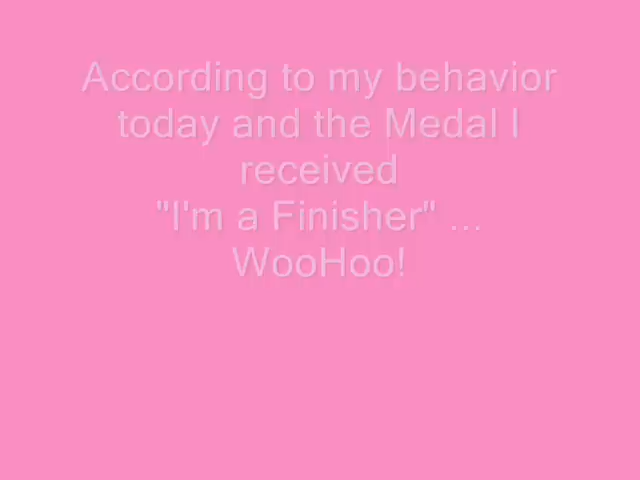 According to my behavior
today and the Medal I
received
"I'm a Finisher" ...
WooHoo!